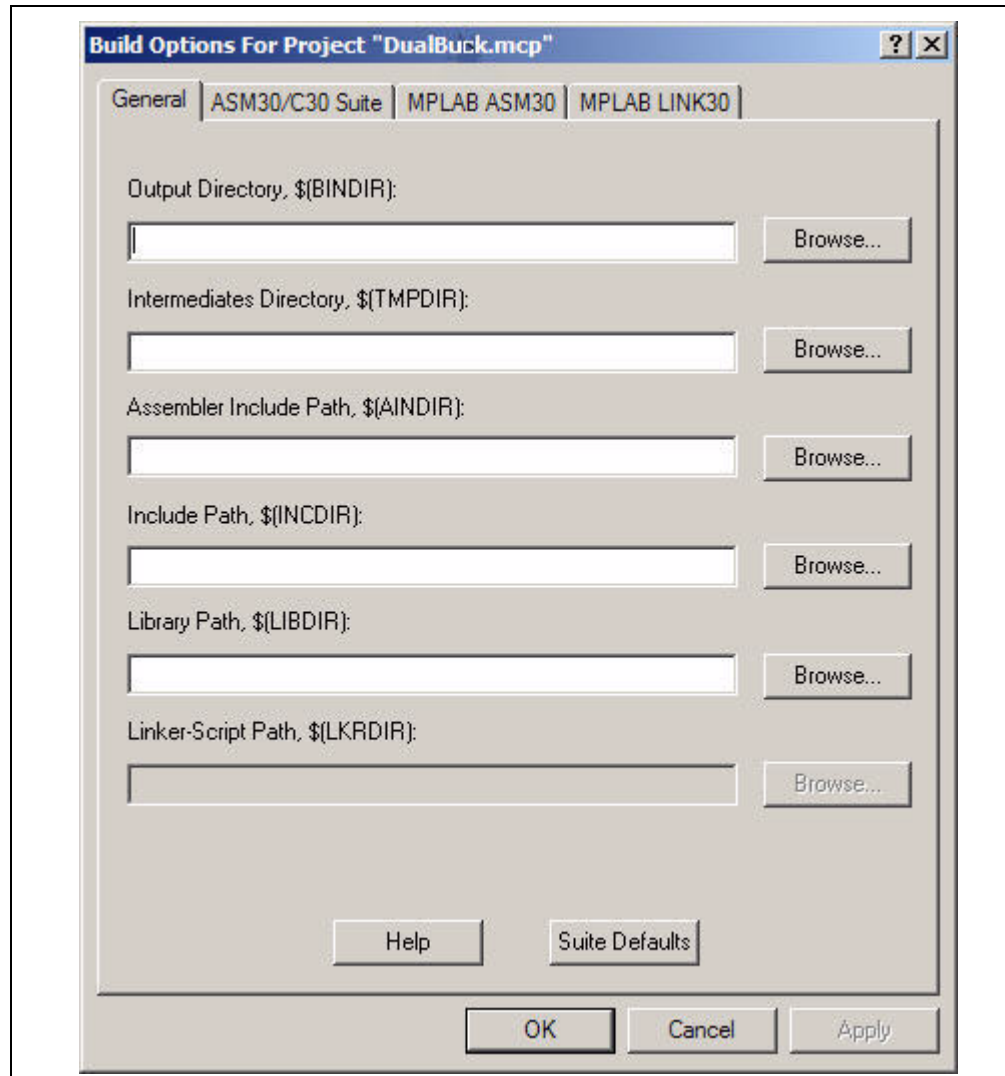 Build Options For Project "DualBuck.mcp"
General ASM30/C30 Suite MPLAB ASM30 MPLAB LINK30
Output Directory, $(BINDIR):
Browse...
Intermediates Directory, $(TMPDIR):
Browse...
Assembler Include Path, $(AINDIR):
Browse...
Include Path, $(INCDIR):
Browse...
Library Path, $(LIBDIR):
Browse...
Linker-Script Path, $(LKRDIR):
Browse...
Help Suite Defaults
OK Cancel Apply